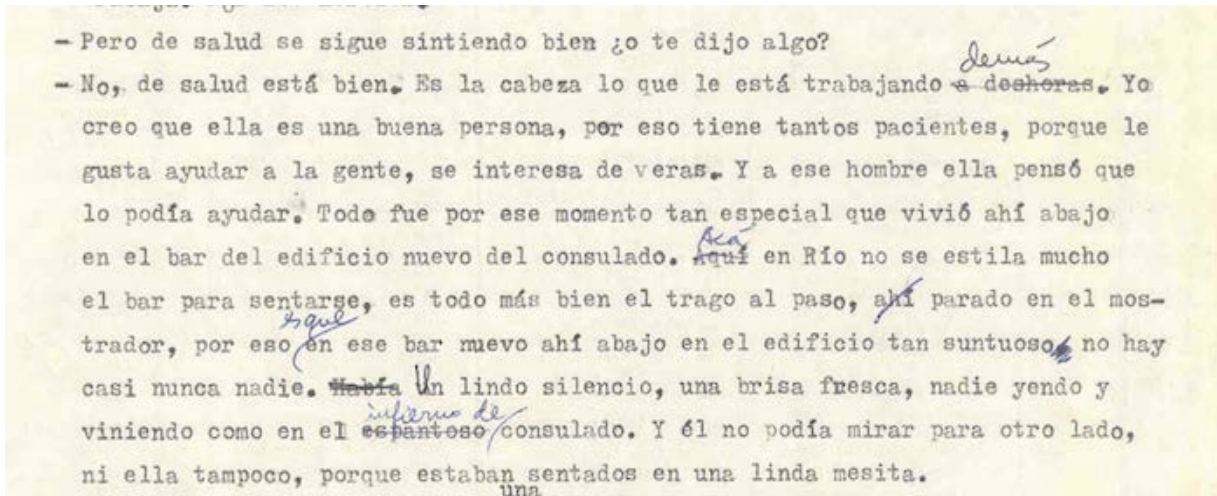 - Pero de salud se sigue sintiendo bien ¿o te dijo algo?
demás
- No, de salud está bien. Es la cabeza lo que le está trabajando a deshoras. Yo
creo que ella es una buena persona, por eso tiene tantos pacientes, porque le
gusta ayudar a la gente, se interesa de veras. Y a ese hombre ella pensó que
lo podía ayudar. Todo fue por ese momento tan especial que vivió ahí abajo
Acá
en el bar del edificio nuevo del consulado. Aquí en Río no se estila mucho
el bar para sentarse, es todo más bien el trago al paso, ahí parado en el mos-
es que
trador, por eso en ese bar nuevo ahí abajo en el edificio tan suntuoso no hay
casi nunca nadie. Había Un lindo silencio, una brisa fresca, nadie yendo y
infierno de
viniendo como en el espantoso consulado. Y él no podía mirar para otro lado,
ni ella tampoco, porque estaban sentados en una linda mesita.
una